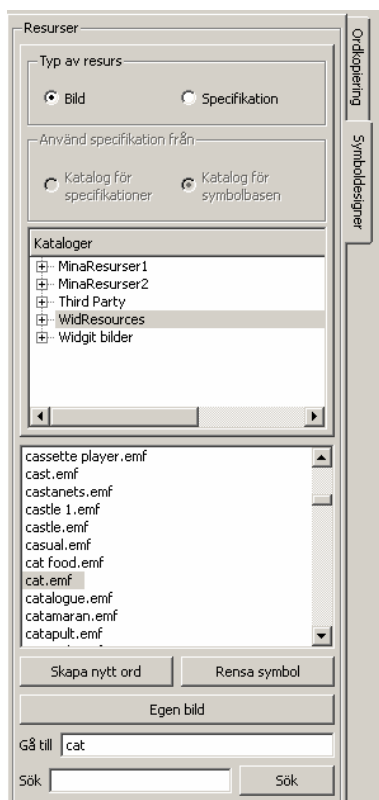 Resurser
Typ av resurs
Bild Specifikation
Använd specifikation från
Katalog för specifikationer
Katalog för symbolbasen
Kataloger
MinaResurser1
MinaResurser2
Third Party
WidResources
Widgit bilder
cassette player.emf
cast.emf
castanets.emf
castle 1.emf
castle.emf
casual.emf
cat food.emf
cat.emf
catalogue.emf
catamaran.emf
catapult.emf
Skapa nytt ord Rensa symbol
Egen bild
Gå till cat
Sök Sök
Ordkopiering
Symboldesigner